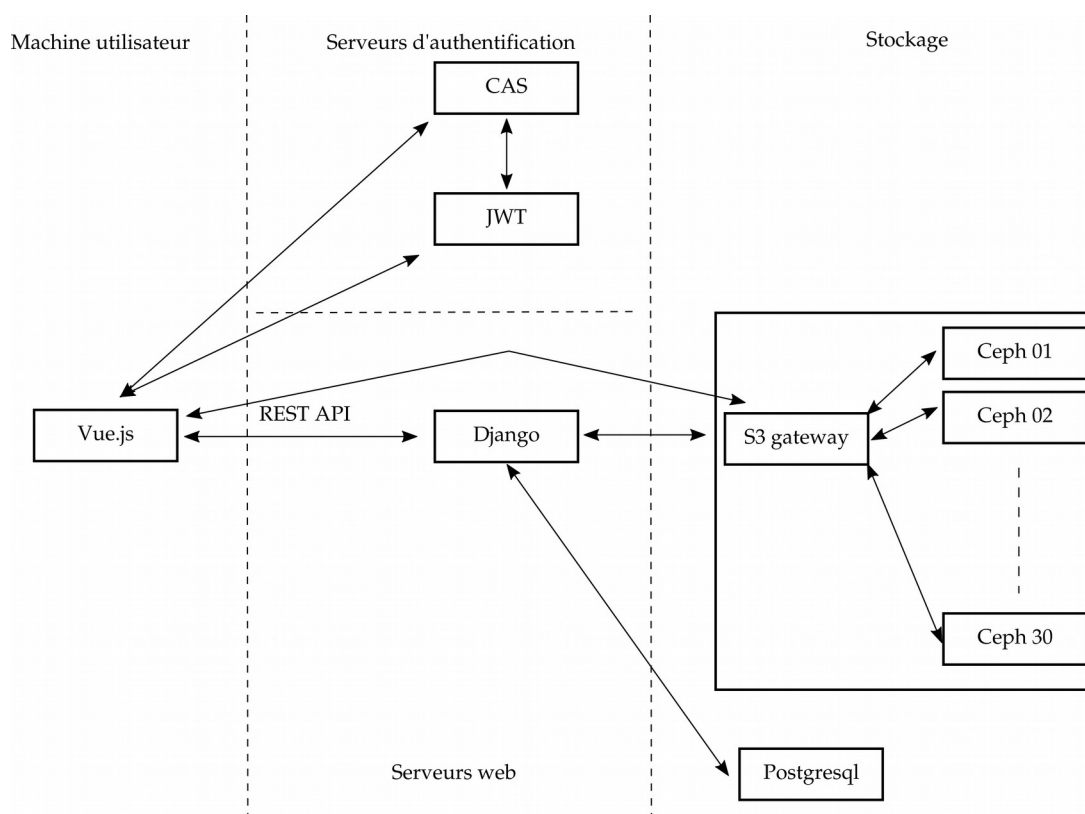 Machine utilisateur
Serveurs d'authentification
Stockage
CAS
JWT
Ceph 01
Ceph 02
REST API
Vue.js
Django
S3 gateway
Ceph 30
Serveurs web
Postgresql